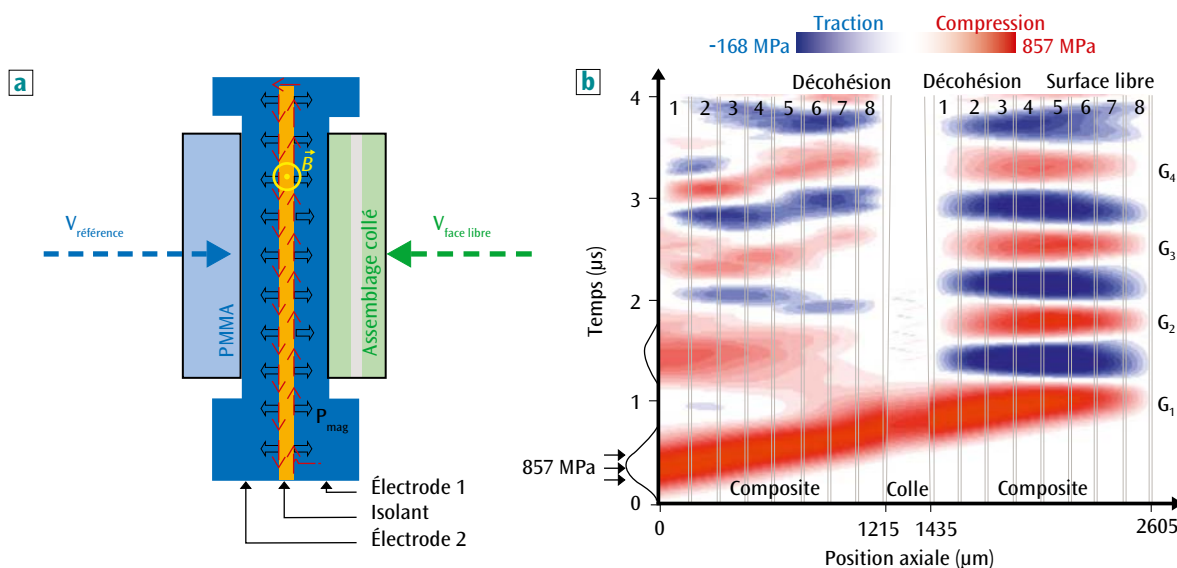 a
B
V référence
V face libre
PMMA
Assemblage collé
P mag
Électrode 1
Isolant
Électrode 2
b
Traction
Compression
-168 MPa
857 MPa
Décohésion
Décohésion
Surface libre
1 2 3 4 5 6 7 8
1 2 3 4 5 6 7 8
4
3
2
1
0
Temps (µs)
G4
G3
G2
G1
857 MPa
Composite
Colle
Composite
0
1215
1435
2605
Position axiale (µm)